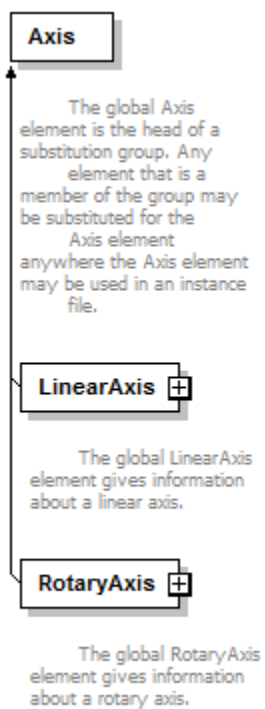 Axis
The global Axis
element is the head of a
substitution group. Any
element that is a
member of the group may
be substituted for the
Axis element
anywhere the Axis element
may be used in an instance
file.
LinearAxis
The global LinearAxis
element gives information
about a linear axis.
RotaryAxis
The global RotaryAxis
element gives information
about a rotary axis.